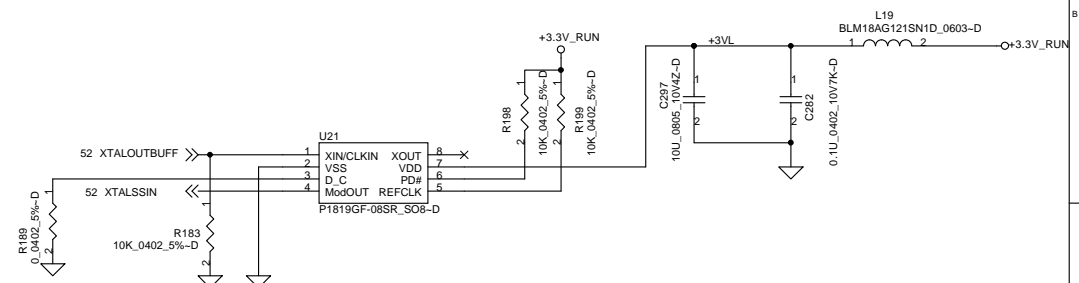 B
L19
BLM18AG121SN1D_0603~D
1
2
+3.3V_RUN
+3VL
+3.3V_RUN
1
2
R198
10K_0402_5%~D
1
2
R199
10K_0402_5%~D
1
2
C297
10U_0805_10V4Z~D
1
2
C282
0.1U_0402_10V7K~D
U21
52 XTALOUTBUFF
1 XIN/CLKIN XOUT 8
2 VSS VDD 7
3 D_C PD# 6
52 XTALSSIN
4 ModOUT REFCLK 5
P1819GF-08SR_SO8~D
1
2
R189
0_0402_5%~D
1
2
R183
10K_0402_5%~D